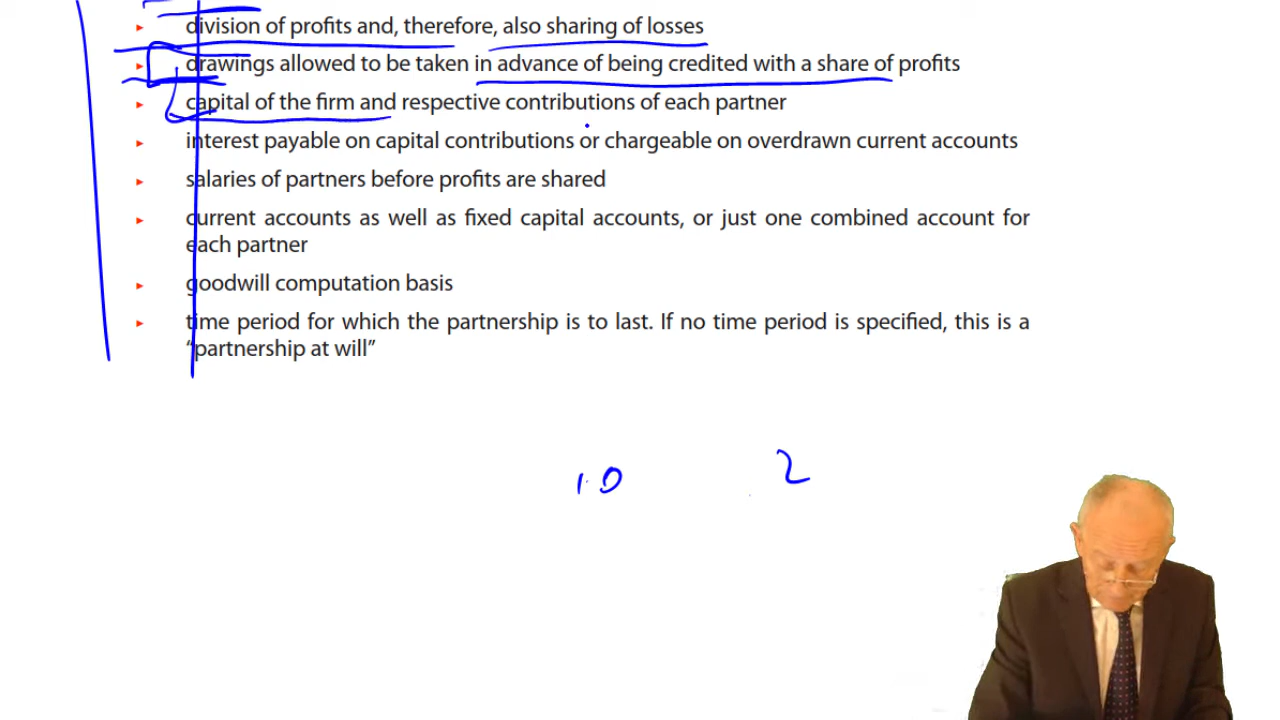 division of profits and, therefore, also sharing of losses
drawings allowed to be taken in advance of being credited with a share of profits
capital of the firm and respective contributions of each partner
interest payable on capital contributions or chargeable on overdrawn current accounts
salaries of partners before profits are shared
current accounts as well as fixed capital accounts, or just one combined account for
each partner
goodwill computation basis
time period for which the partnership is to last. If no time period is specified, this is a
“partnership at will”
10 2